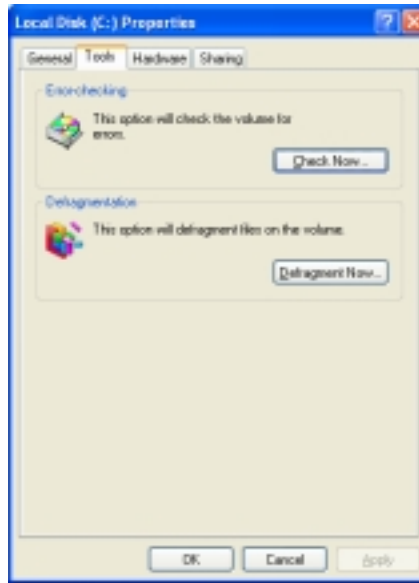 Local Disk (C:) Properties
General Tools Hardware Sharing
Error-checking
This option will check the volume for
errors.
Check Now...
Defragmentation
This option will defragment files on the volume.
Defragment Now...
OK Cancel Apply